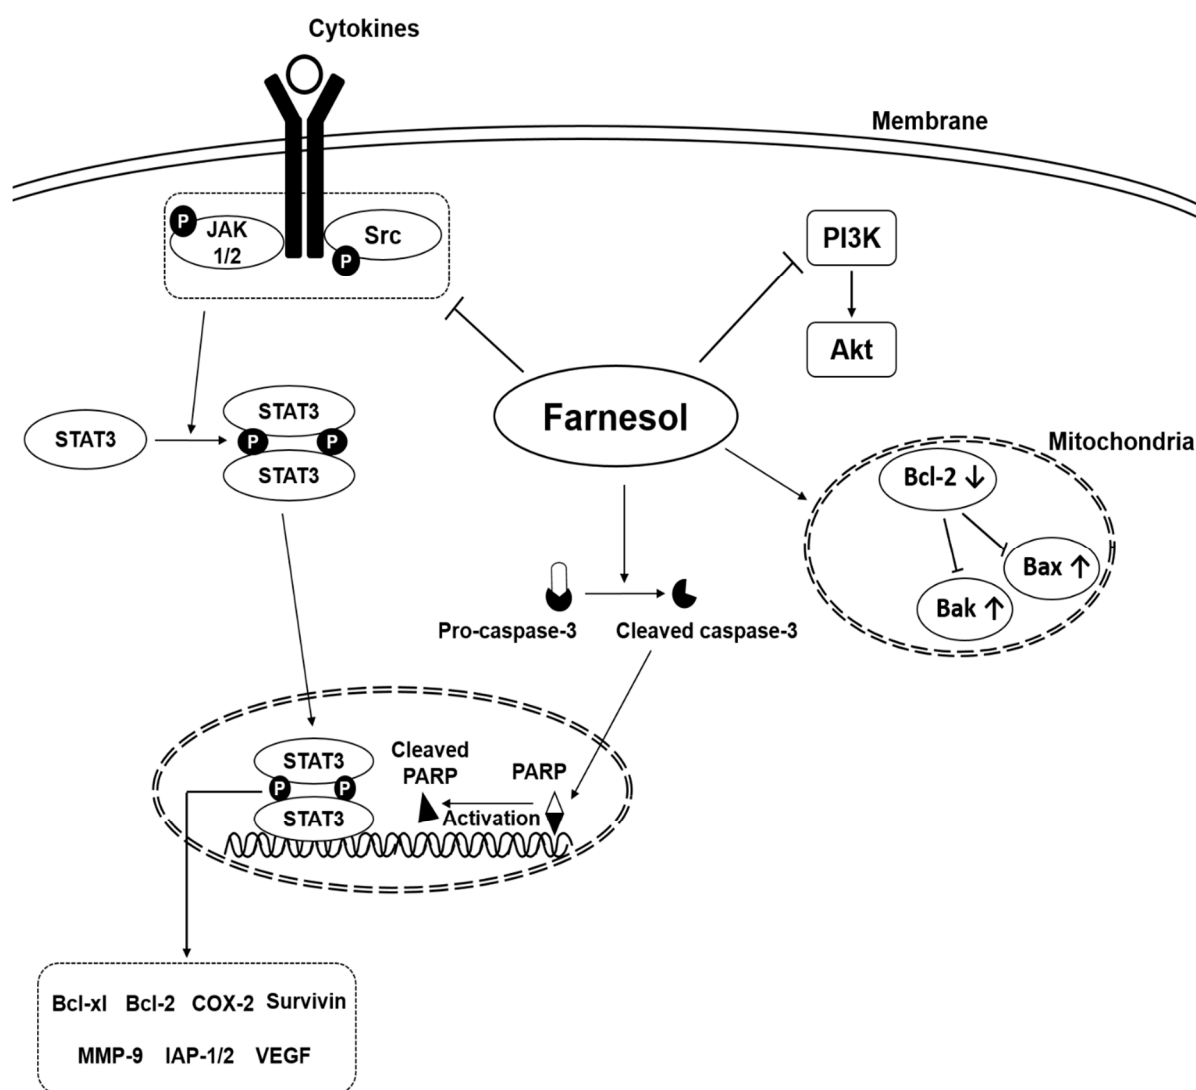 Cytokines
Membrane
P
JAK
1/2
Src
P
PI3K
Akt
Farnesol
STAT3
STAT3
P P
STAT3
Mitochondria
Bcl-2 ↓
Bax ↑
Bak ↑
Pro-caspase-3
Cleaved caspase-3
STAT3
P P
STAT3
Cleaved
PARP
PARP
Activation
Bcl-xl Bcl-2 COX-2 Survivin
MMP-9 IAP-1/2 VEGF